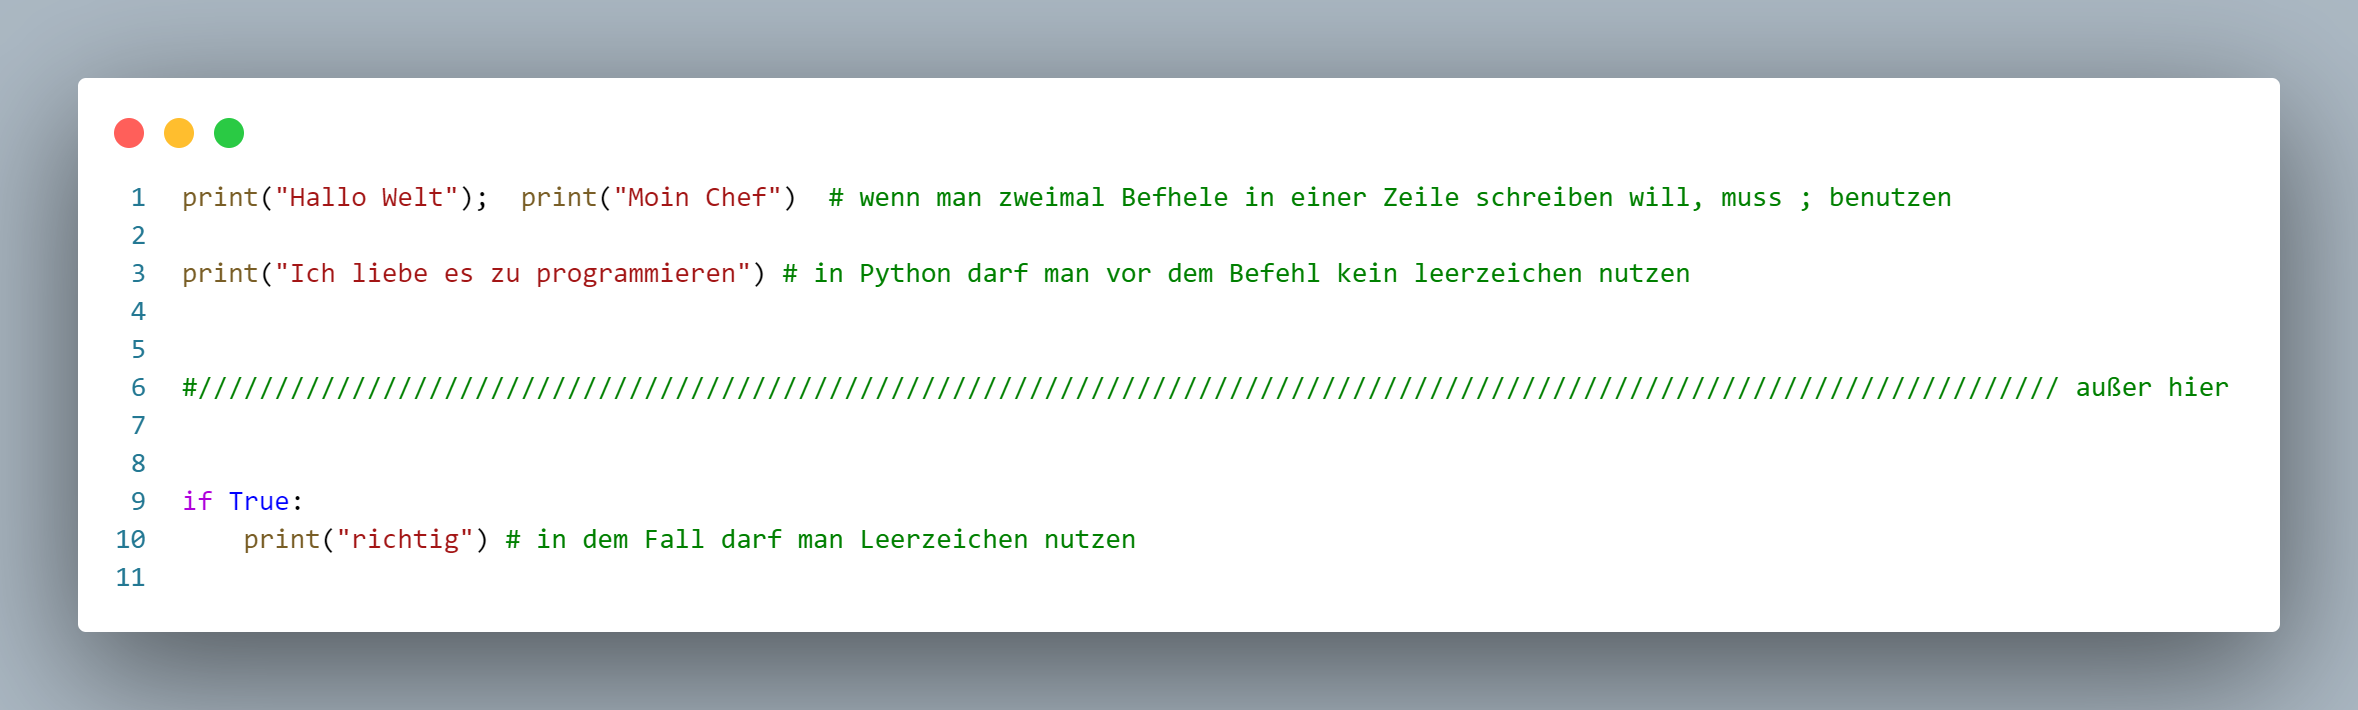 1 print("Hallo Welt");  print("Moin Chef")  # wenn man zweimal Befhele in einer Zeile schreiben will, muss ; benutzen
2
3 print("Ich liebe es zu programmieren") # in Python darf man vor dem Befehl kein leerzeichen nutzen
4
5
6 #///////////////////////////////////////////////////////////////////////////////////////////////////////////////////////// außer hier
7
8
9 if True:
10     print("richtig") # in dem Fall darf man Leerzeichen nutzen
11